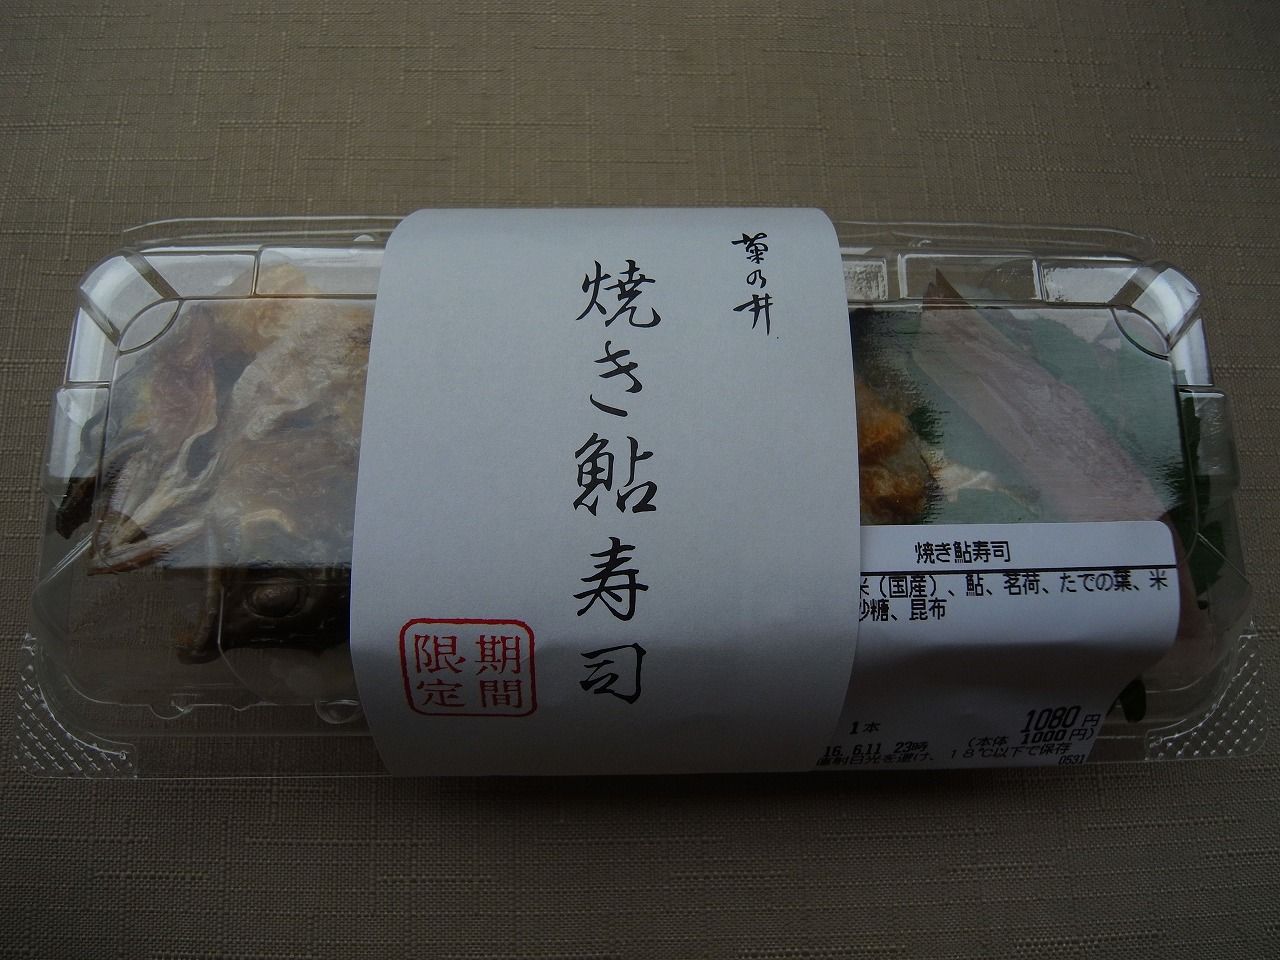 菊乃井
焼き鮎寿司
期間
限定
焼き鮎寿司
米(国産)、鮎、茗荷、たでの葉、米
砂糖、昆布
1本
1080円
(本体 1000円)
16. 6.11 23時
直射日光を避け、18℃以下で保存
0531